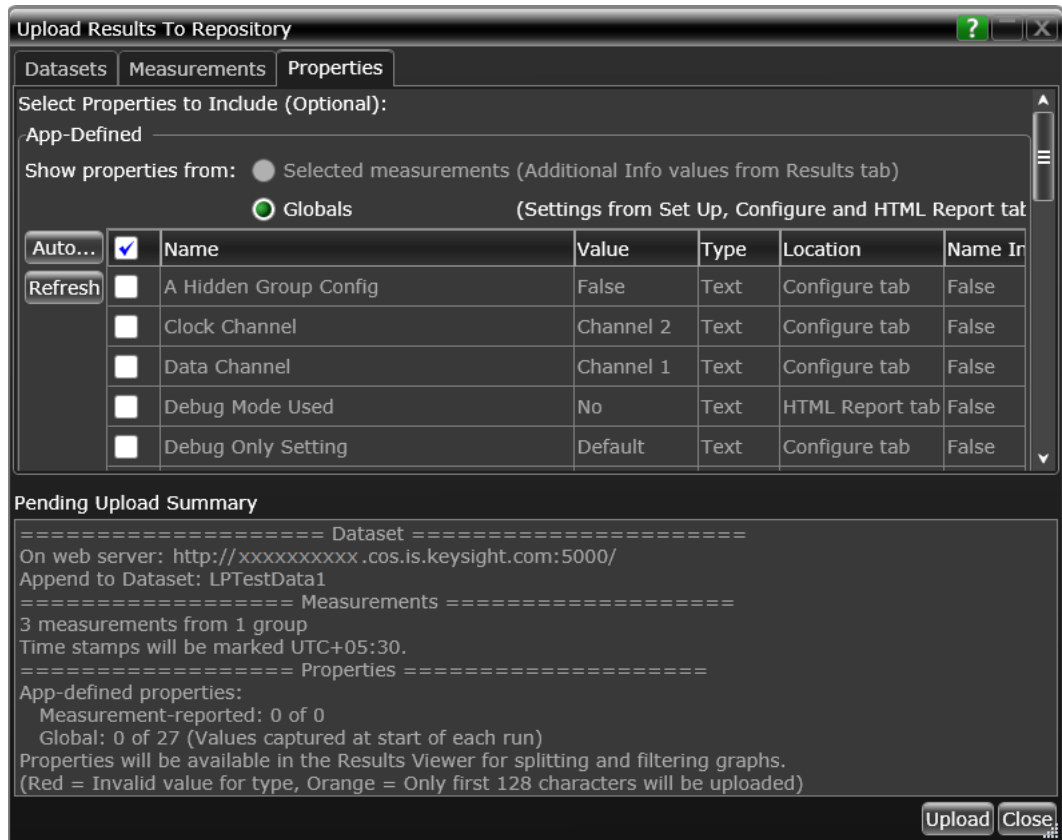 Upload Results To Repository ? X
Datasets Measurements Properties
Select Properties to Include (Optional):
App-Defined
Show properties from: Selected measurements (Additional Info values from Results tab)
Globals (Settings from Set Up, Configure and HTML Report tab
Auto... Name Value Type Location Name In
Refresh A Hidden Group Config False Text Configure tab False
Clock Channel Channel 2 Text Configure tab False
Data Channel Channel 1 Text Configure tab False
Debug Mode Used No Text HTML Report tab False
Debug Only Setting Default Text Configure tab False
Pending Upload Summary
==================== Dataset ======================
On web server: http://xxxxxxxxxx.cos.is.keysight.com:5000/
Append to Dataset: LPTestData1
================== Measurements ===================
3 measurements from 1 group
Time stamps will be marked UTC+05:30.
================== Properties ====================
App-defined properties:
Measurement-reported: 0 of 0
Global: 0 of 27 (Values captured at start of each run)
Properties will be available in the Results Viewer for splitting and filtering graphs.
(Red = Invalid value for type, Orange = Only first 128 characters will be uploaded)
Upload Close